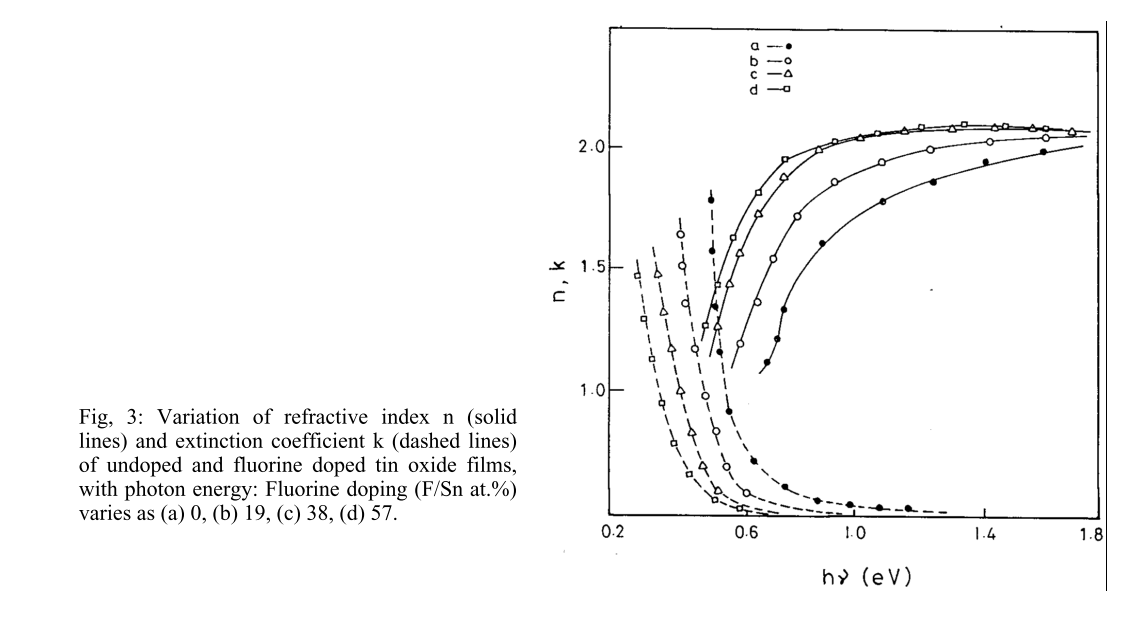 a
b
c
d
2.0
1.5
1.0
n, k
0.2
0.6
1.0
1.4
1.8
hν (eV)
Fig, 3: Variation of refractive index n (solid
lines) and extinction coefficient k (dashed lines)
of undoped and fluorine doped tin oxide films,
with photon energy: Fluorine doping (F/Sn at.%)
varies as (a) 0, (b) 19, (c) 38, (d) 57.